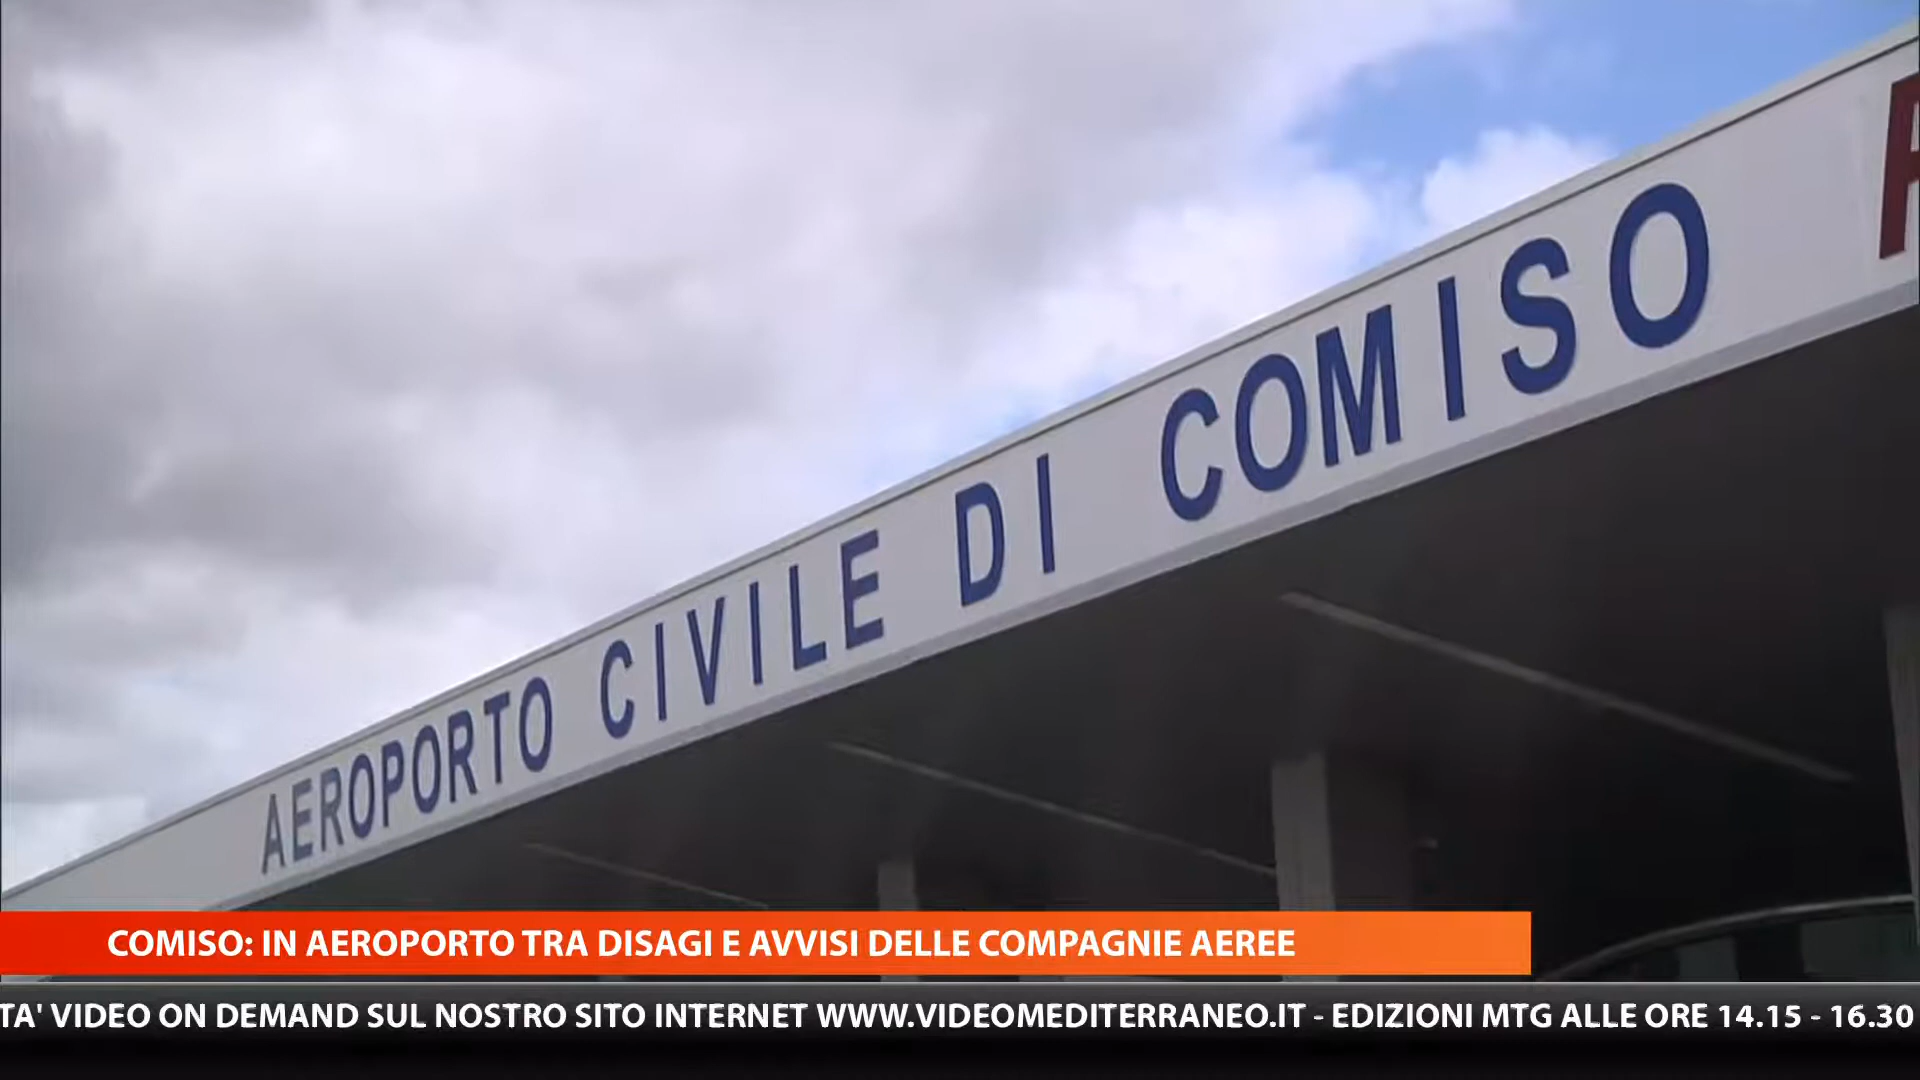 AEROPORTO CIVILE DI COMISO
COMISO: IN AEROPORTO TRA DISAGI E AVVISI DELLE COMPAGNIE AEREE
TA' VIDEO ON DEMAND SUL NOSTRO SITO INTERNET WWW.VIDEOMEDITERRANEO.IT - EDIZIONI MTG ALLE ORE 14.15 - 16.30